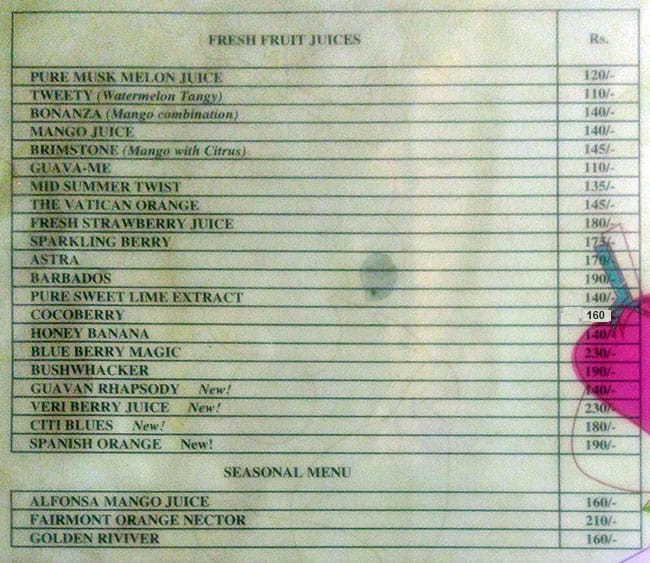 FRESH FRUIT JUICES Rs.
PURE MUSK MELON JUICE 120/-
TWEETY (Watermelon Tangy) 110/-
BONANZA (Mango combination) 140/-
MANGO JUICE 140/-
BRIMSTONE (Mango with Citrus) 145/-
GUAVA-ME 110/-
MID SUMMER TWIST 135/-
THE VATICAN ORANGE 145/-
FRESH STRAWBERRY JUICE 180/-
SPARKLING BERRY 175/-
ASTRA 170/-
BARBADOS 190/-
PURE SWEET LIME EXTRACT 140/-
COCOBERRY 160
HONEY BANANA 140/-
BLUE BERRY MAGIC 230/-
BUSHWHACKER 190/-
GUAVAN RHAPSODY New! 140/-
VERI BERRY JUICE New! 230/-
CITI BLUES New! 180/-
SPANISH ORANGE New! 190/-
SEASONAL MENU
ALFONSA MANGO JUICE 160/-
FAIRMONT ORANGE NECTOR 210/-
GOLDEN RIVIVER 160/-